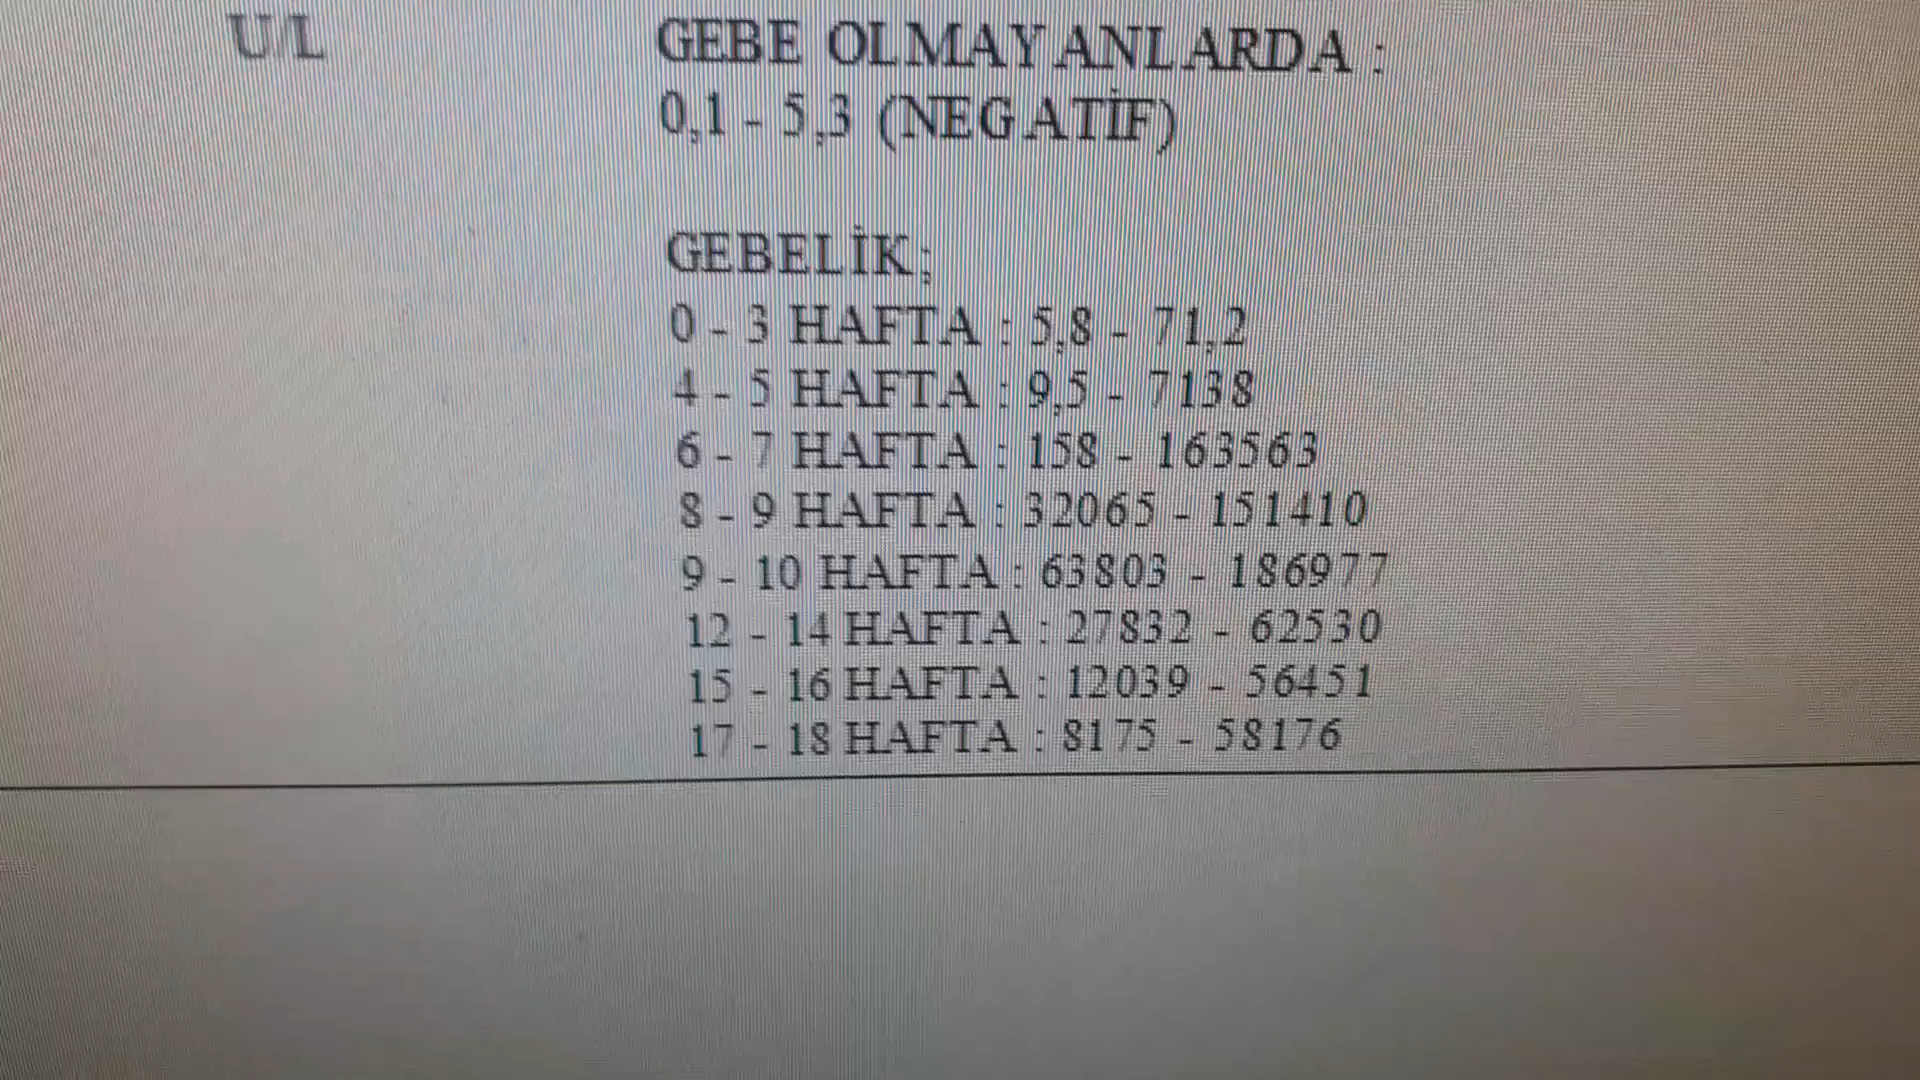 U/L GEBE OLMAYANLARDA :
0,1 - 5,3 (NEGATİF)
GEBELİK;
0 - 3 HAFTA : 5,8 - 71,2
4 - 5 HAFTA : 9,5 - 7138
6 - 7 HAFTA : 158 - 163563
8 - 9 HAFTA : 32065 - 151410
9 - 10 HAFTA : 63803 - 186977
12 - 14 HAFTA : 27832 - 62530
15 - 16 HAFTA : 12039 - 56451
17 - 18 HAFTA : 8175 - 58176